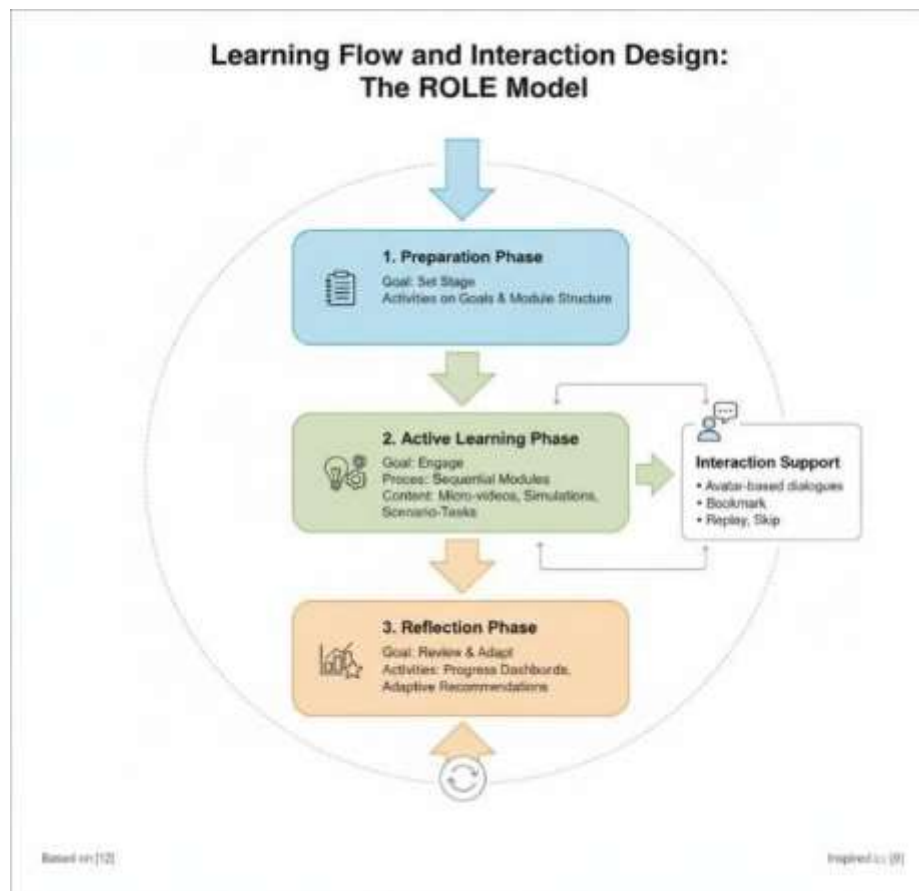 Learning Flow and Interaction Design:
The ROLE Model
1. Preparation Phase
Goal: Set Stage
Activities on Goals & Module Structure
2. Active Learning Phase
Goal: Engage
Proces: Sequential Modules
Content: Micro-videos, Simulations,
Scenario-Tasks
Interaction Support
• Avatar-based dialogues
• Bookmark
• Replay, Skip
3. Reflection Phase
Goal: Review & Adapt
Activities: Progress Dashbords,
Adaptive Recommendations
Based on [12]
Inspired by [9]